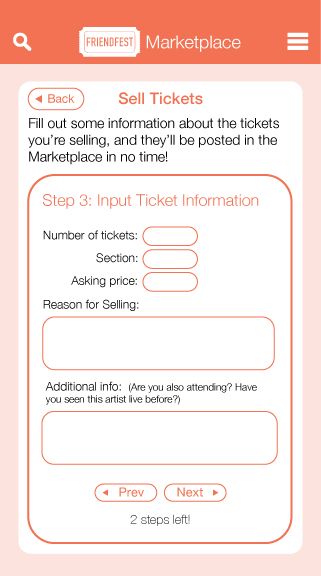 FRIENDFEST Marketplace
Back Sell Tickets
Fill out some information about the tickets
you're selling, and they'll be posted in the
Marketplace in no time!
Step 3: Input Ticket Information
Number of tickets:
Section:
Asking price:
Reason for Selling:
Additional info: (Are you also attending? Have
you seen this artist live before?)
Prev Next
2 steps left!